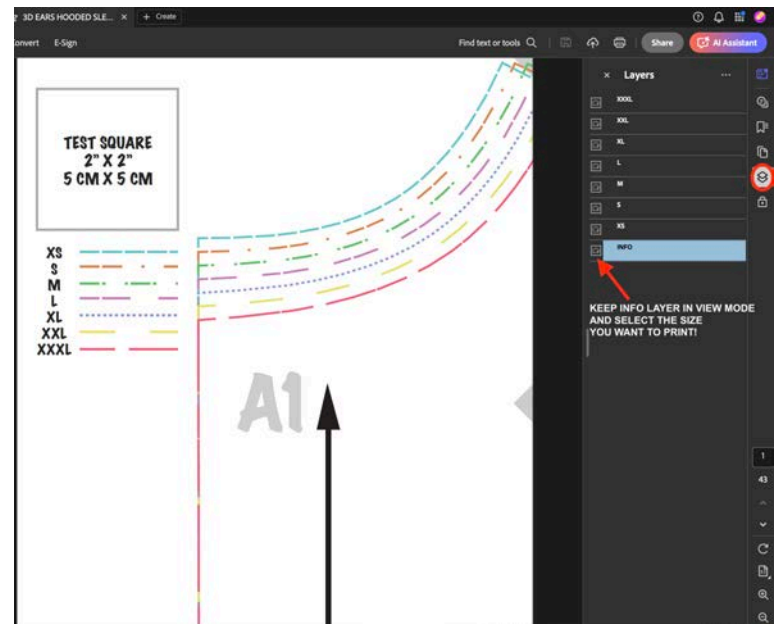 3D EARS HOODED SLE... × + Create
onvert E-Sign Find text or tools Share AI Assistant
× Layers ...
TEST SQUARE
2" X 2"
5 CM X 5 CM
XS
S
M
L
XL
XXL
XXXL
A1
XXXL
XXL
XL
L
M
S
XS
INFO
KEEP INFO LAYER IN VIEW MODE
AND SELECT THE SIZE
YOU WANT TO PRINT!
1
43